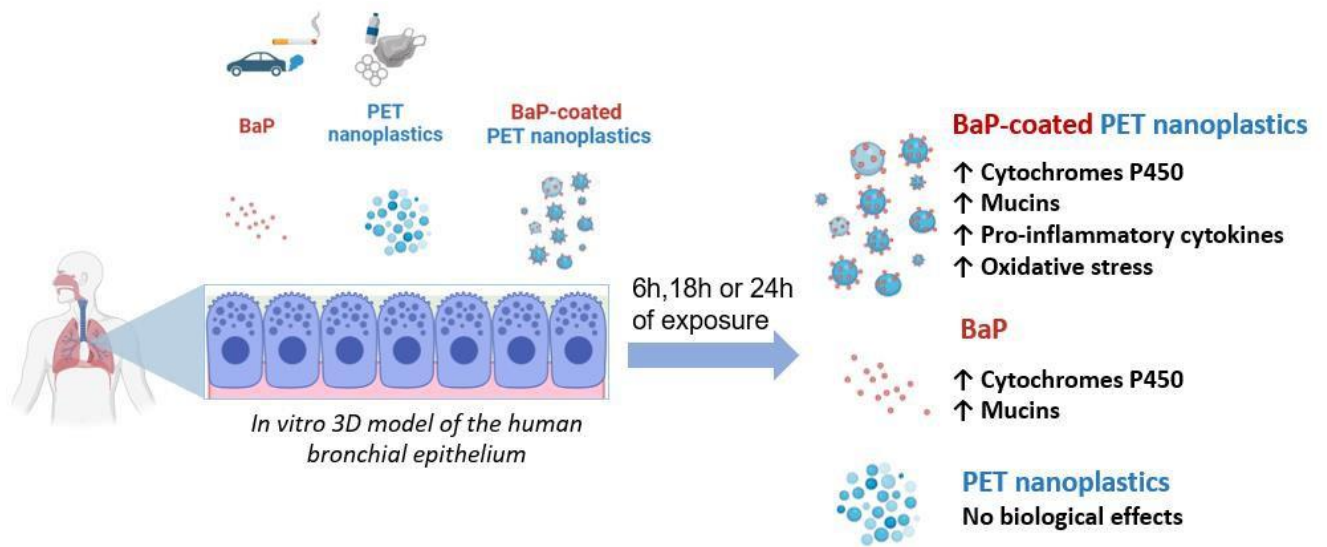 BaP
PET
nanoplastics
BaP-coated
PET nanoplastics
In vitro 3D model of the human
bronchial epithelium
6h,18h or 24h
of exposure
BaP-coated PET nanoplastics
↑ Cytochromes P450
↑ Mucins
↑ Pro-inflammatory cytokines
↑ Oxidative stress
BaP
↑ Cytochromes P450
↑ Mucins
PET nanoplastics
No biological effects